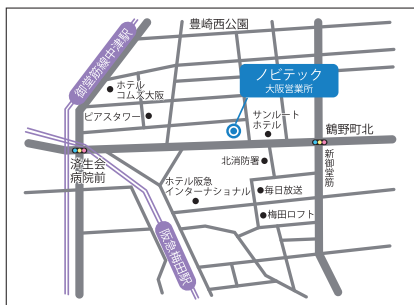 豊崎西公園
御堂筋線中津駅
ノビテック
大阪営業所
ホテル
コムズ大阪
ピアスタワー
サンルート
ホテル
鶴野町北
済生会
病院前
北消防署
新御堂筋
ホテル阪急
インターナショナル
毎日放送
梅田ロフト
阪急梅田駅